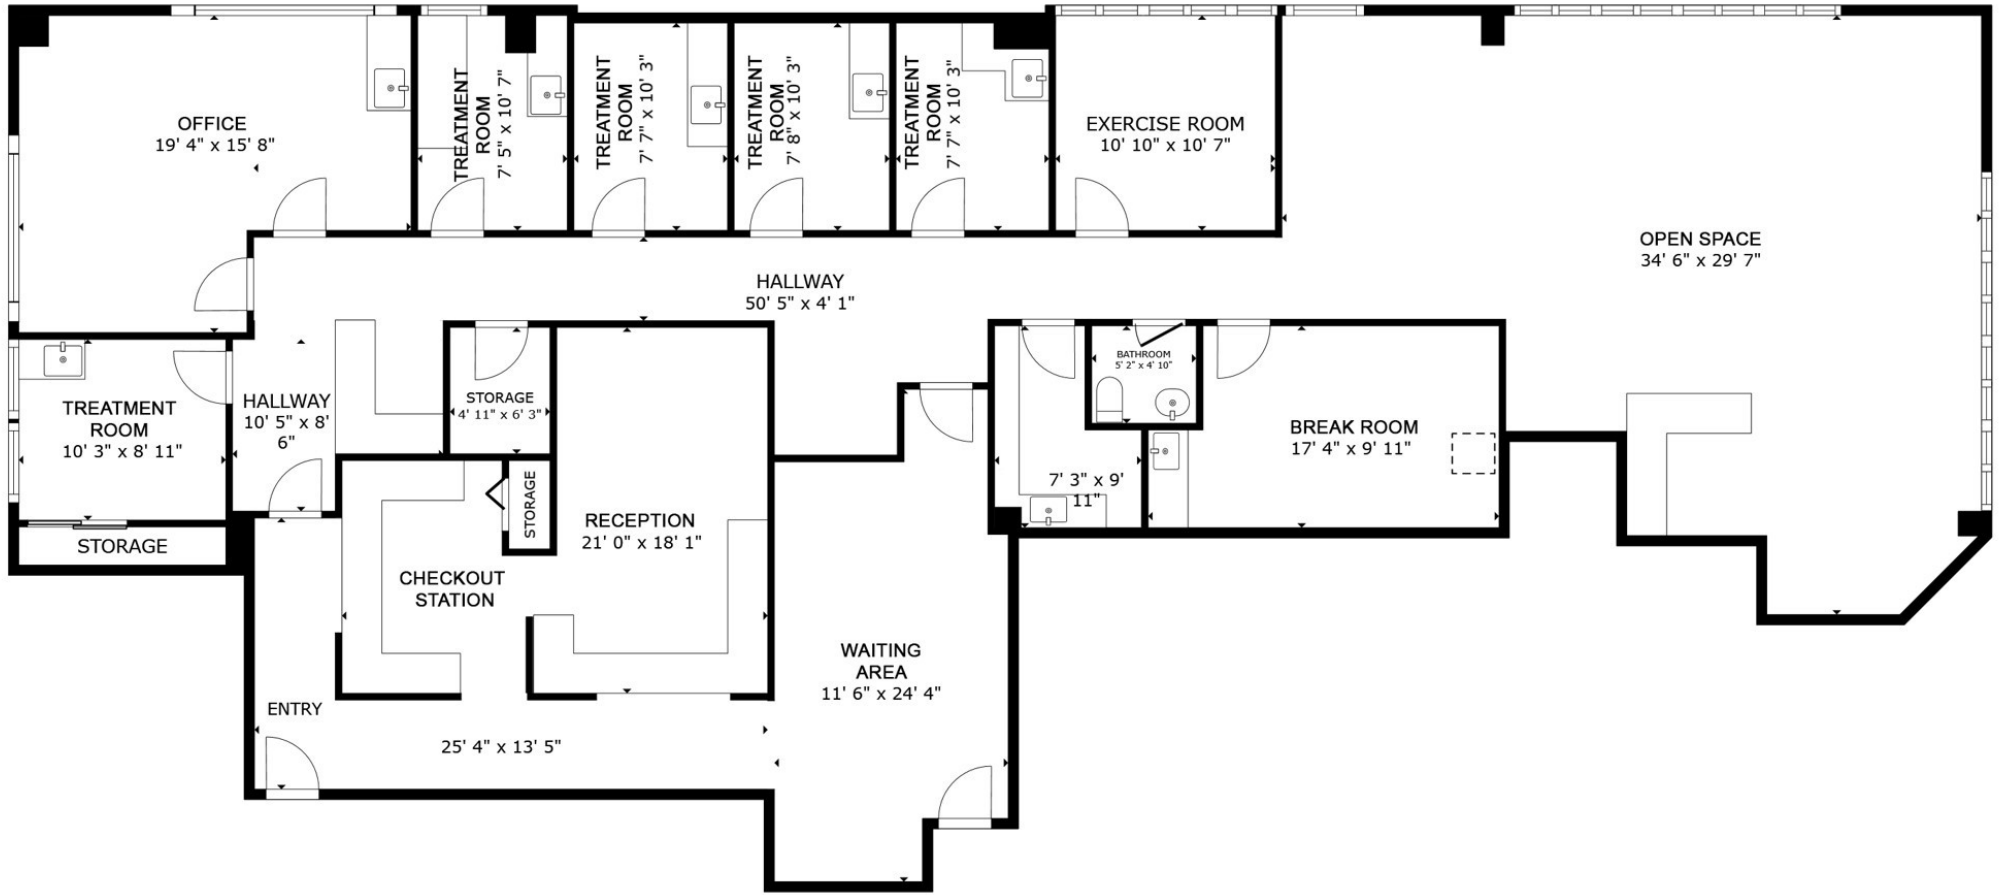 OFFICE
19' 4" x 15' 8"
TREATMENT
ROOM
7' 5" x 10' 7"
TREATMENT
ROOM
7' 7" x 10' 3"
TREATMENT
ROOM
7' 8" x 10' 3"
TREATMENT
ROOM
7' 7" x 10' 3"
EXERCISE ROOM
10' 10" x 10' 7"
OPEN SPACE
34' 6" x 29' 7"
HALLWAY
50' 5" x 4' 1"
TREATMENT
ROOM
10' 3" x 8' 11"
HALLWAY
10' 5" x 8'
6"
STORAGE
4' 11" x 6' 3"
BATHROOM
5' 2" x 4' 10"
BREAK ROOM
17' 4" x 9' 11"
7' 3" x 9'
11"
STORAGE
STORAGE
RECEPTION
21' 0" x 18' 1"
CHECKOUT
STATION
WAITING
AREA
11' 6" x 24' 4"
ENTRY
25' 4" x 13' 5"